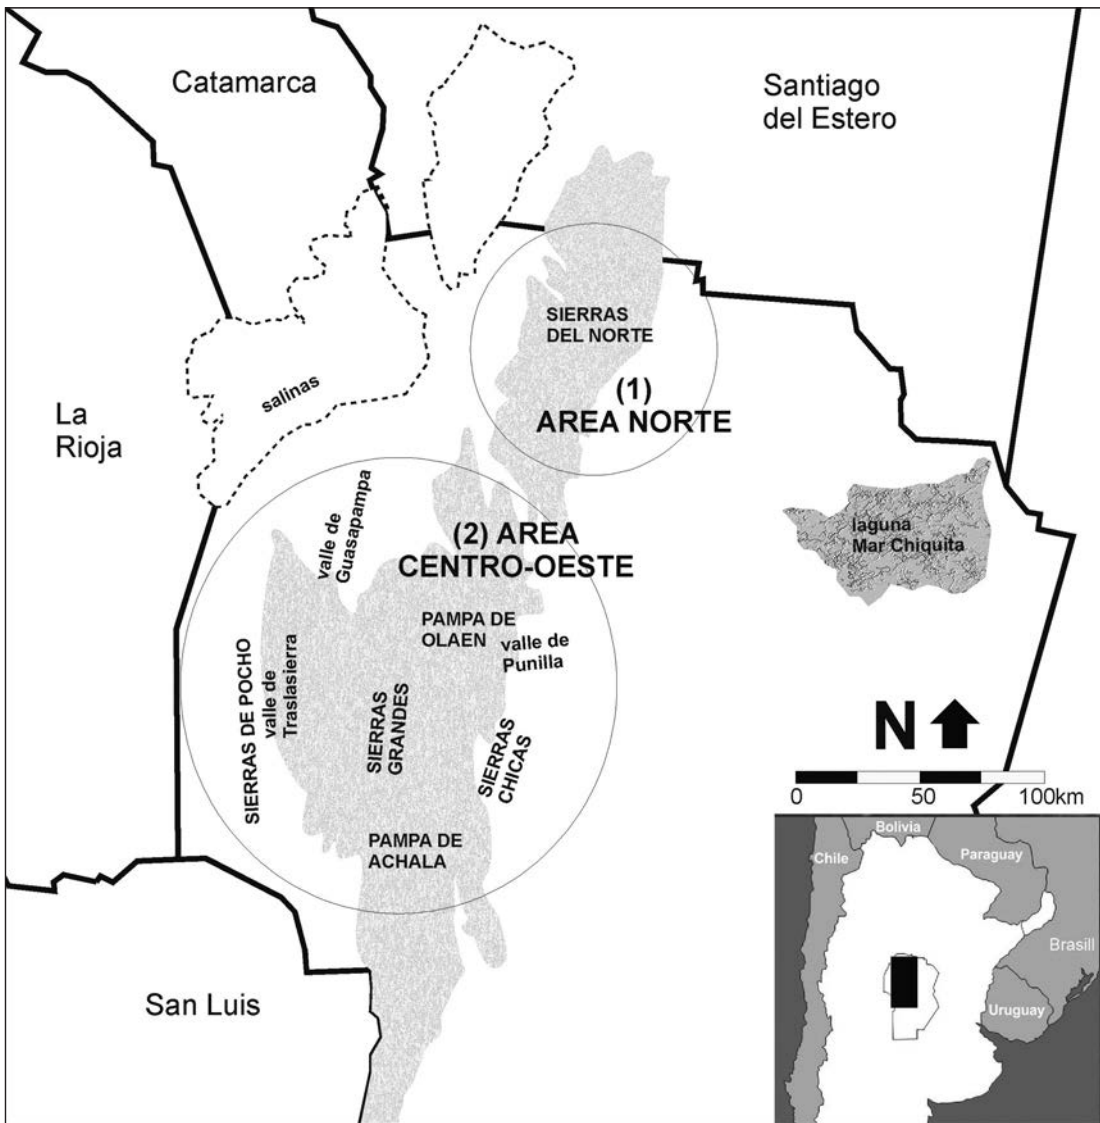 Catamarca
Santiago
del Estero
SIERRAS
DEL NORTE
(1)
AREA NORTE
salinas
La
Rioja
valle de
Guasapampa
(2) AREA
CENTRO-OESTE
laguna
Mar Chiquita
PAMPA DE
OLAEN
valle de
Punilla
SIERRAS DE POCHO
valle de
Traslasierra
SIERRAS
GRANDES
SIERRAS
CHICAS
N
0 50 100km
PAMPA DE
ACHALA
San Luis
Bolivia
Chile
Paraguay
Brasill
Uruguay